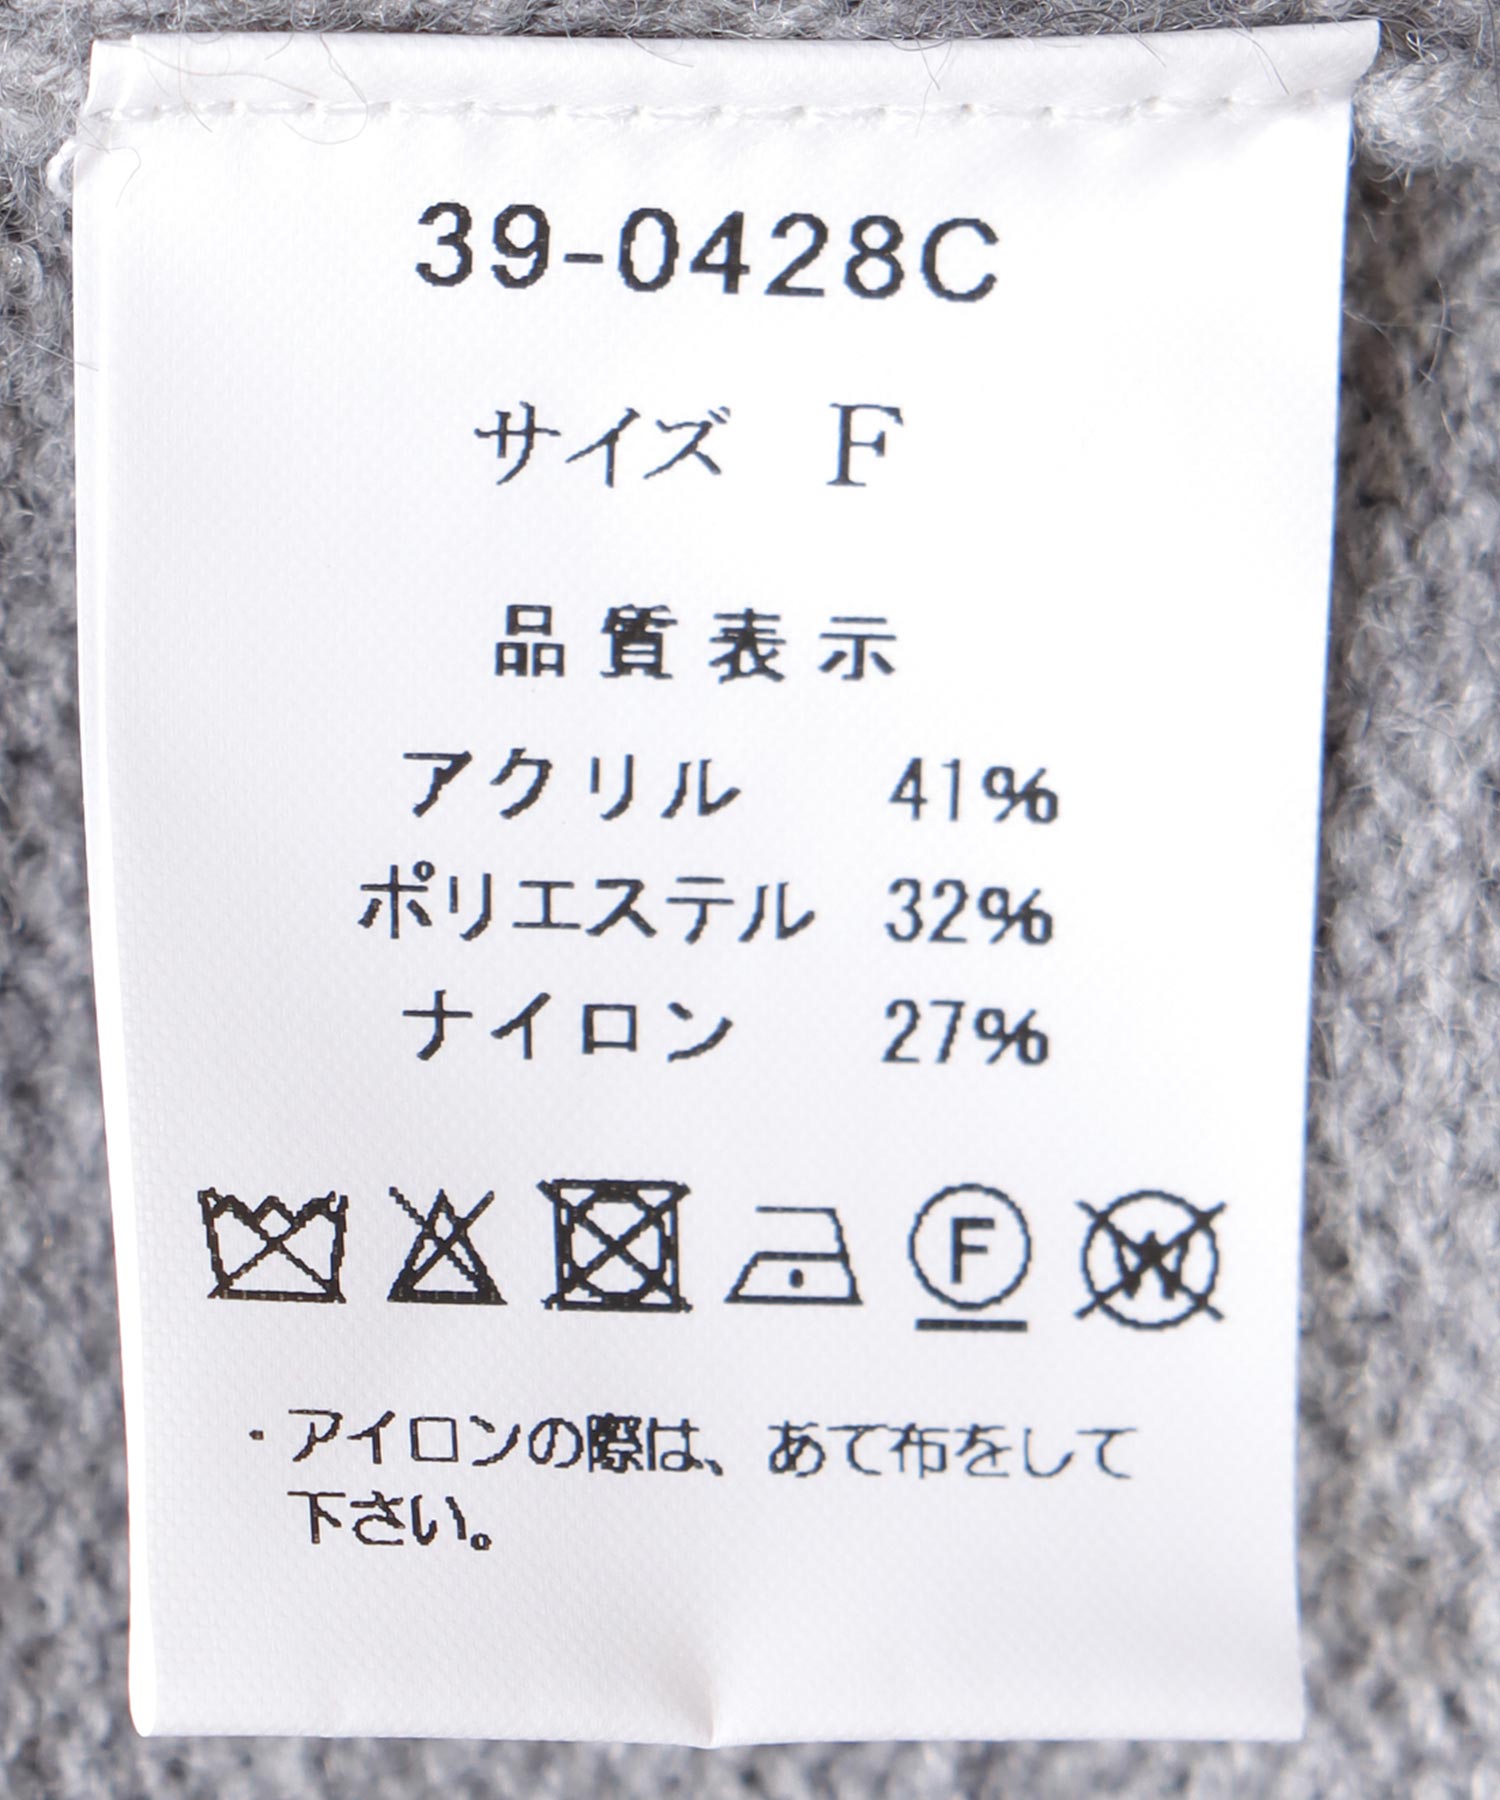 39-0428C
サイズ F
品質表示
アクリル 41%
ポリエステル 32%
ナイロン 27%
F W
・アイロンの際は、あて布をして
下さい。